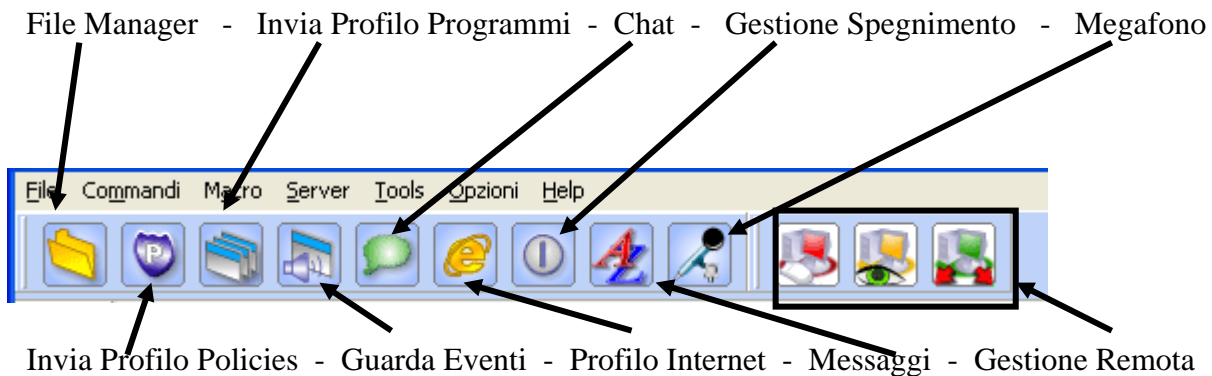 File Manager - Invia Profilo Programmi - Chat - Gestione Spegnimento - Megafono
File Commandi Macro Server Tools Opzioni Help
P
AZ
Invia Profilo Policies - Guarda Eventi - Profilo Internet - Messaggi - Gestione Remota